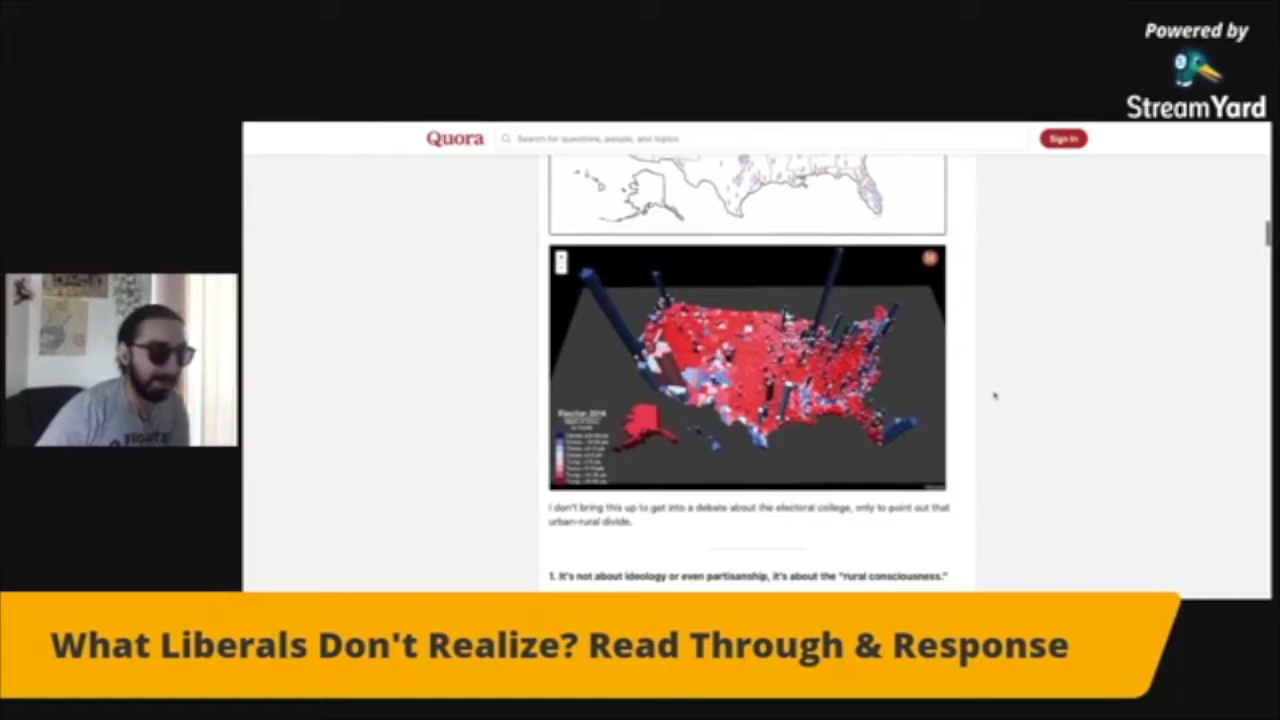 Powered by
StreamYard
Quora
Search for questions, people, and topics
Sign In
Election 2016
I don't bring this up to get into a debate about the electoral college, only to point out that
urban-rural divide.
1. It's not about ideology or even partisanship, it's about the "rural consciousness."
What Liberals Don't Realize? Read Through & Response